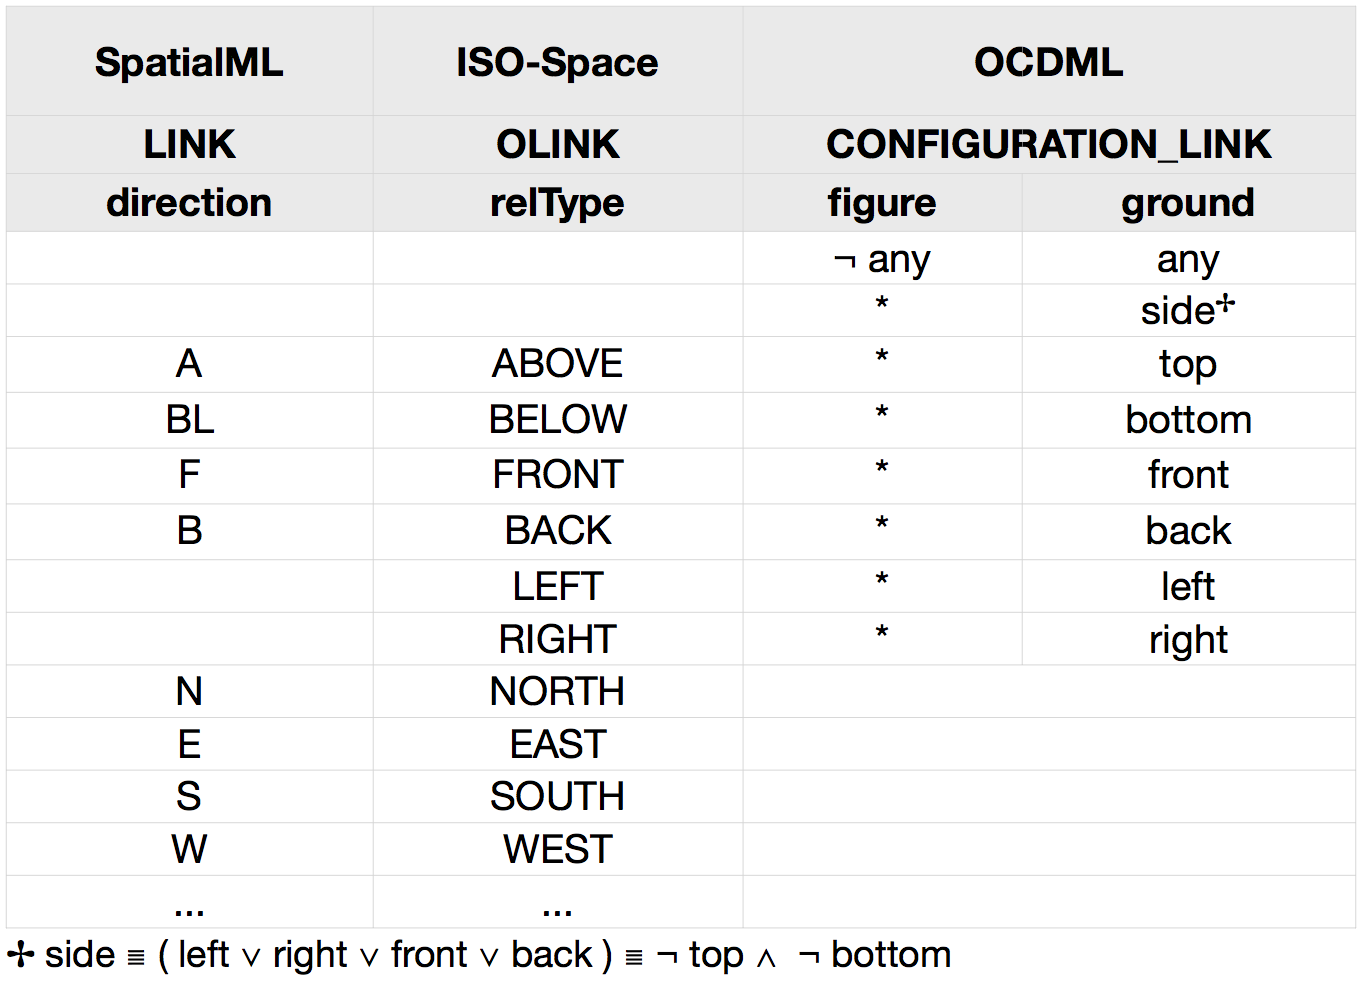 SpatialML ISO-Space OCDML
LINK OLINK CONFIGURATION_LINK
direction relType figure ground
¬ any any
* side✢
A ABOVE * top
BL BELOW * bottom
F FRONT * front
B BACK * back
LEFT * left
RIGHT * right
N NORTH
E EAST
S SOUTH
W WEST
... ...
✢ side ≣ ( left ∨ right ∨ front ∨ back ) ≣ ¬ top ∧ ¬ bottom